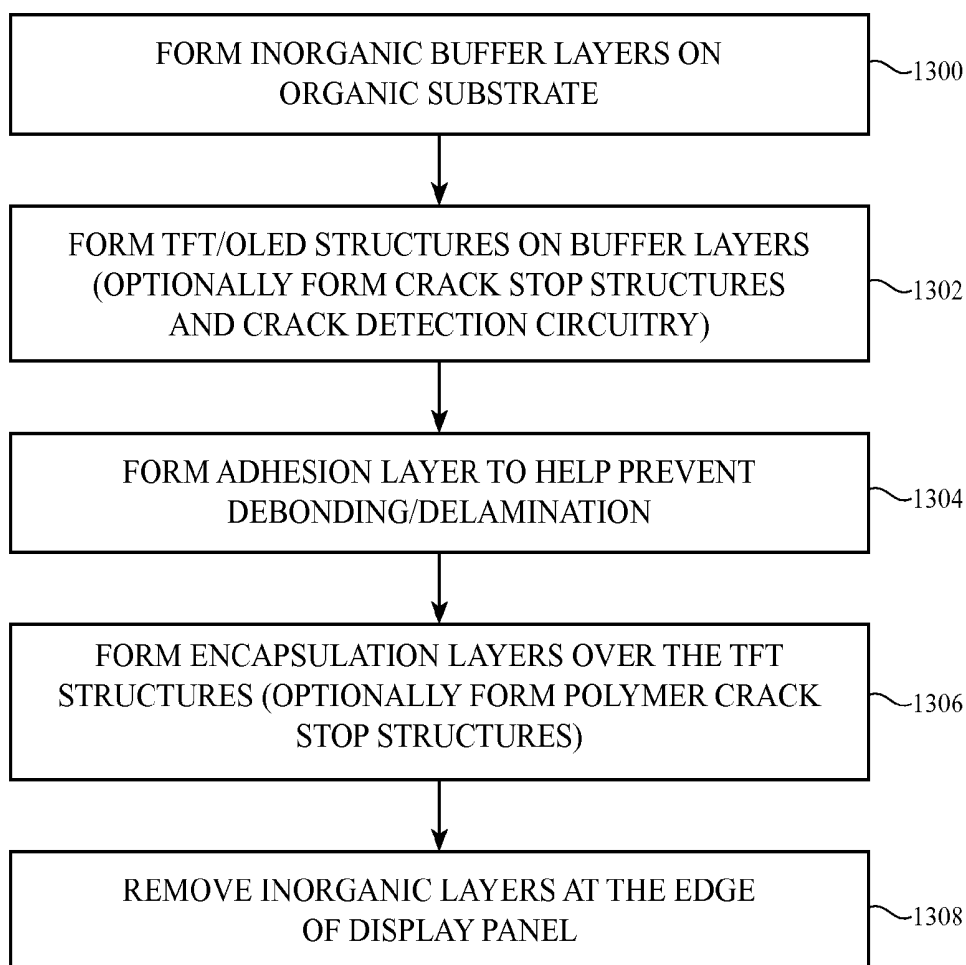 FORM INORGANIC BUFFER LAYERS ON
ORGANIC SUBSTRATE
1300
FORM TFT/OLED STRUCTURES ON BUFFER LAYERS
(OPTIONALLY FORM CRACK STOP STRUCTURES
AND CRACK DETECTION CIRCUITRY)
1302
FORM ADHESION LAYER TO HELP PREVENT
DEBONDING/DELAMINATION
1304
FORM ENCAPSULATION LAYERS OVER THE TFT
STRUCTURES (OPTIONALLY FORM POLYMER CRACK
STOP STRUCTURES)
1306
REMOVE INORGANIC LAYERS AT THE EDGE
OF DISPLAY PANEL
1308